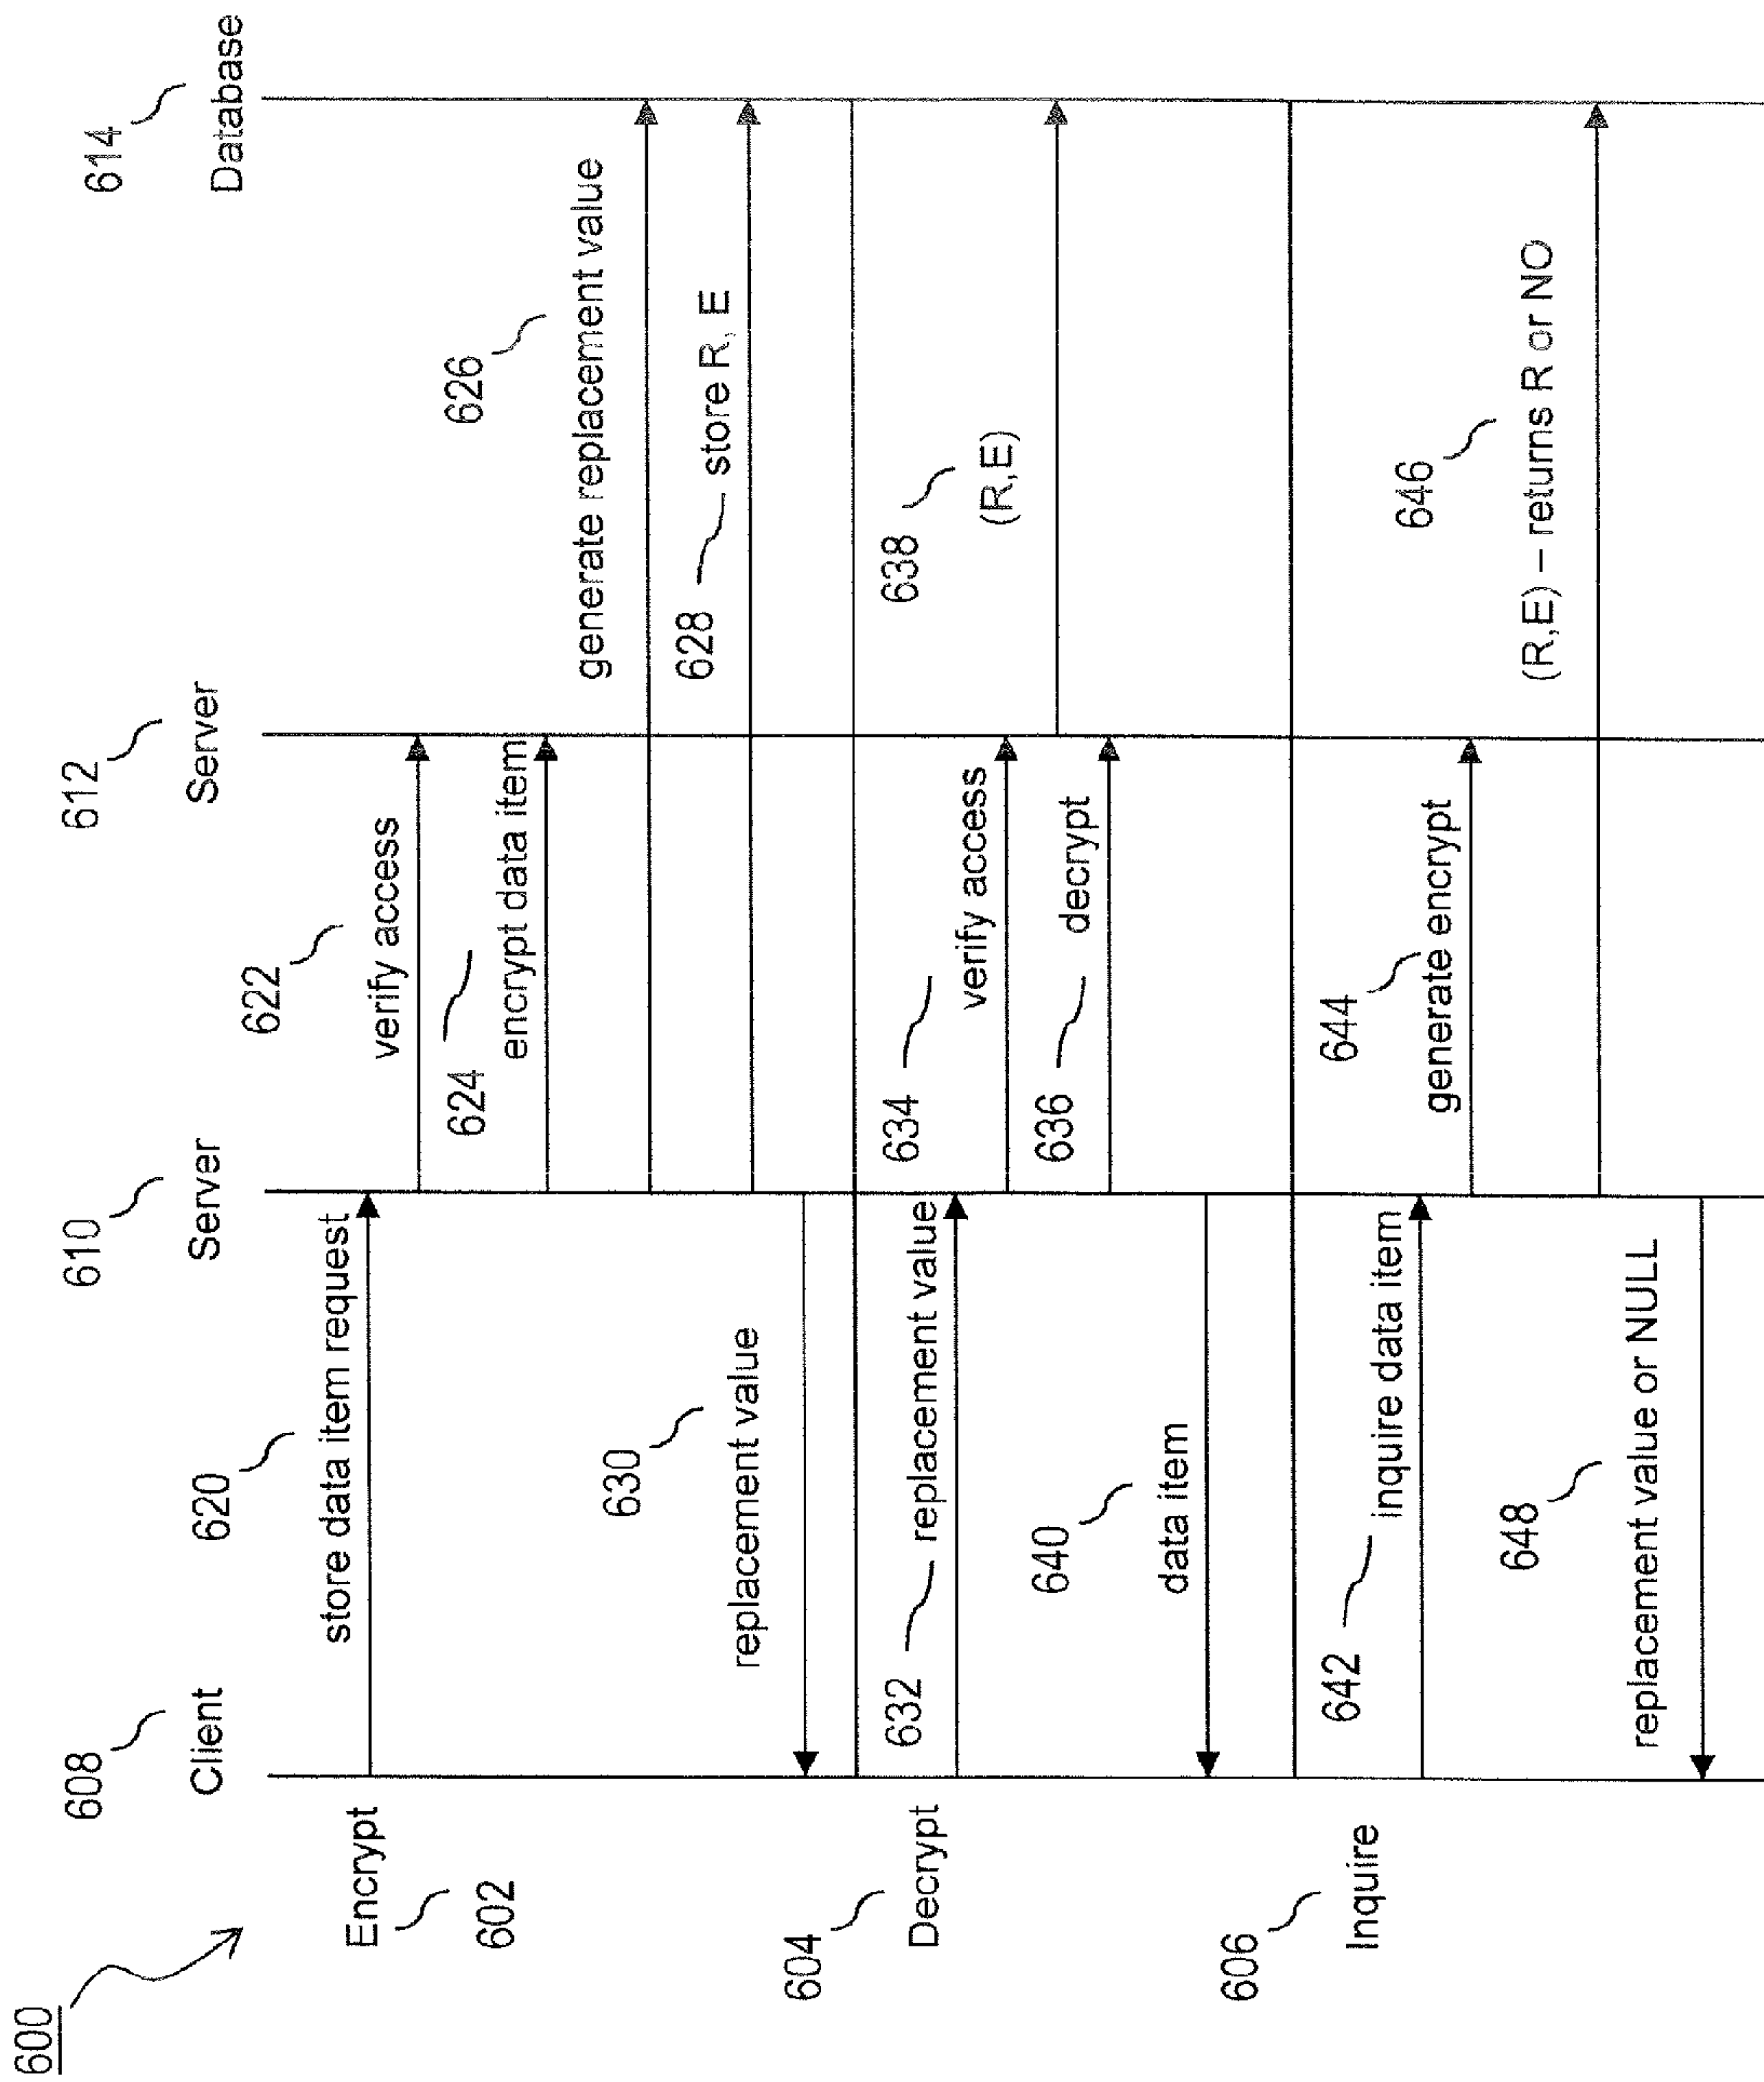 600
608
610
612
614
Client
Server
Server
Database
Encrypt
602
620
store data item request
622
verify access
624
encrypt data item
626
generate replacement value
628
store R, E
630
replacement value
604
Decrypt
632
replacement value
634
verify access
638
(R,E)
636
decrypt
640
data item
606
Inquire
642
inquire data item
644
generate encrypt
646
(R,E) – returns R or NO
648
replacement value or NULL